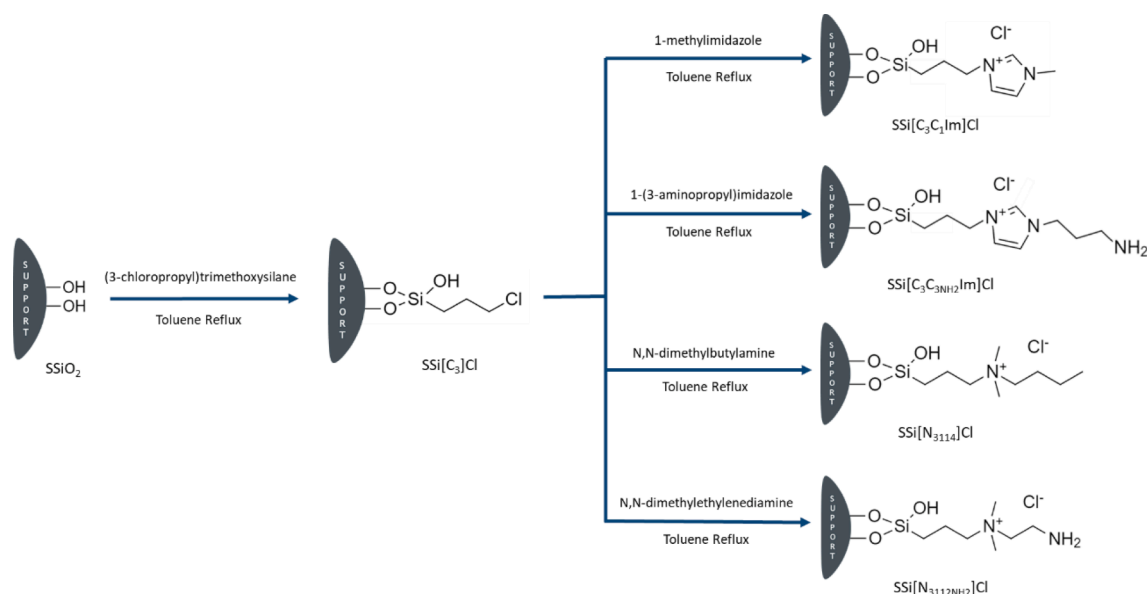 SUPPORT
OH
OH
SSiO₂
(3-chloropropyl)trimethoxysilane
Toluene Reflux
SUPPORT
O
O
Si
OH
Cl
SSi[C₃]Cl
1-methylimidazole
Toluene Reflux
SUPPORT
O
O
Si
OH
N⁺
N
Cl⁻
SSi[C₃C₁Im]Cl
1-(3-aminopropyl)imidazole
Toluene Reflux
SUPPORT
O
O
Si
OH
N⁺
N
Cl⁻
NH₂
SSi[C₃C₃NH₂Im]Cl
N,N-dimethylbutylamine
Toluene Reflux
SUPPORT
O
O
Si
OH
N⁺
Cl⁻
SSi[N₃₁₁₄]Cl
N,N-dimethylethylenediamine
Toluene Reflux
SUPPORT
O
O
Si
OH
N⁺
Cl⁻
NH₂
SSi[N₃₁₁₂NH₂]Cl